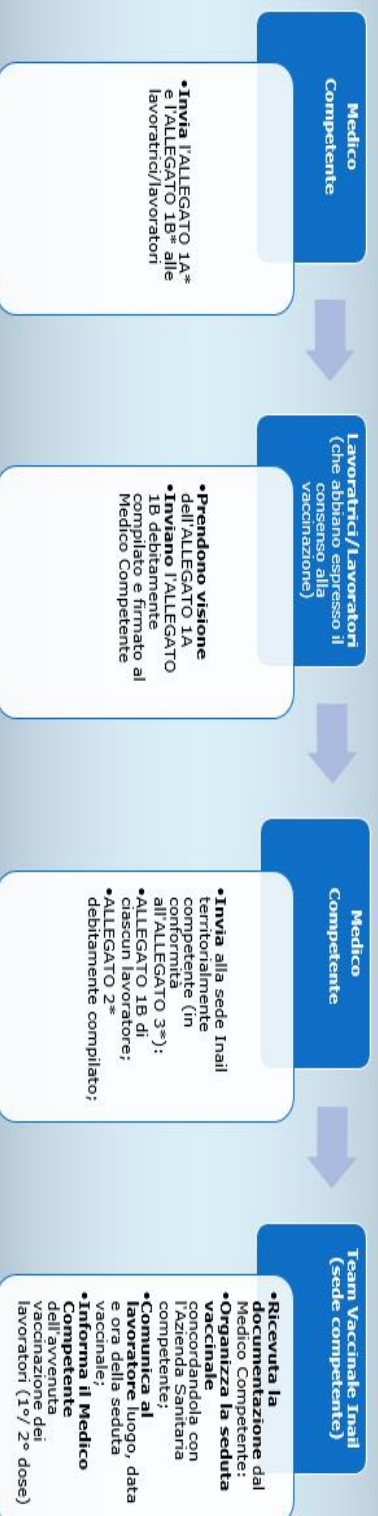 Medico
Competente
•Invia l'ALLEGATO 1A*
e l'ALLEGATO 1B* alle
lavoratrici/lavoratori
Lavoratrici/Lavoratori
(che abbiano espresso il
consenso alla
vaccinazione)
•Prendono visione
dell'ALLEGATO 1A
•Inviano l'ALLEGATO
1B debitamente
compilato e firmato al
Medico Competente
Medico
Competente
•Invia alla sede Inail
territorialmente
competente (in
conformità
all'ALLEGATO 3*):
•ALLEGATO 1B di
ciascun lavoratore;
•ALLEGATO 2*
debitamente compilato;
Team Vaccinale Inail
(sede competente)
•Ricevuta la
documentazione dal
Medico Competente:
•Organizza la seduta
vaccinale
concordandola con
l'Azienda Sanitaria
competente;
•Comunica al
lavoratore luogo, data
e ora della seduta
vaccinale;
•Informa il Medico
Competente
dell'avvenuta
vaccinazione dei
lavoratori (1°/ 2° dose)